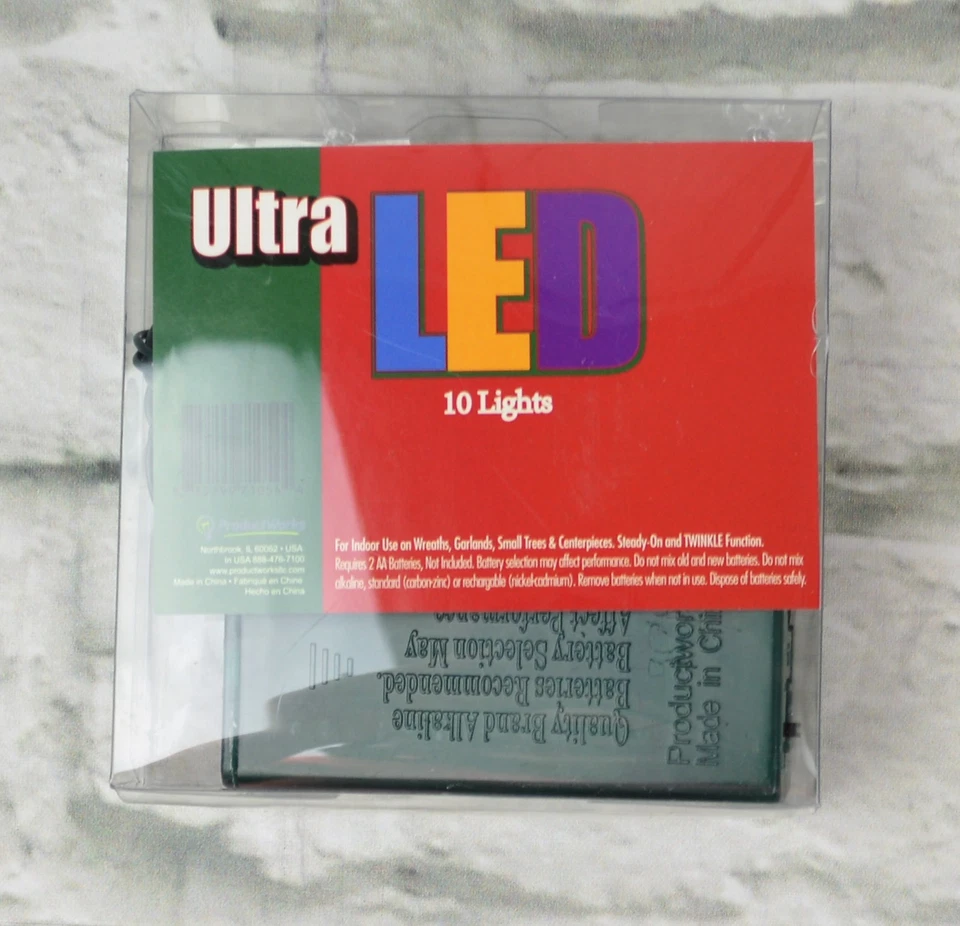 Ultra
LED
10 Lights
ProductWorks
Northbrook, IL 60062 • USA
In USA 888-476-7100
www.productworksllc.com
Made in China • Fabriqué en Chine
Hecho en China
For Indoor Use on Wreaths, Garlands, Small Trees & Centerpieces. Steady-On and TWINKLE Function.
Requires 2 AA Batteries, Not Included. Battery selection may affect performance. Do not mix old and new batteries. Do not mix
alkaline, standard (carbon-zinc) or rechargable (nickel-cadmium). Remove batteries when not in use. Dispose of batteries safely.
Quality Brand Alkaline
Batteries Recommended.
Battery Selection May
Affect Performance
Productwor
Made in Chi